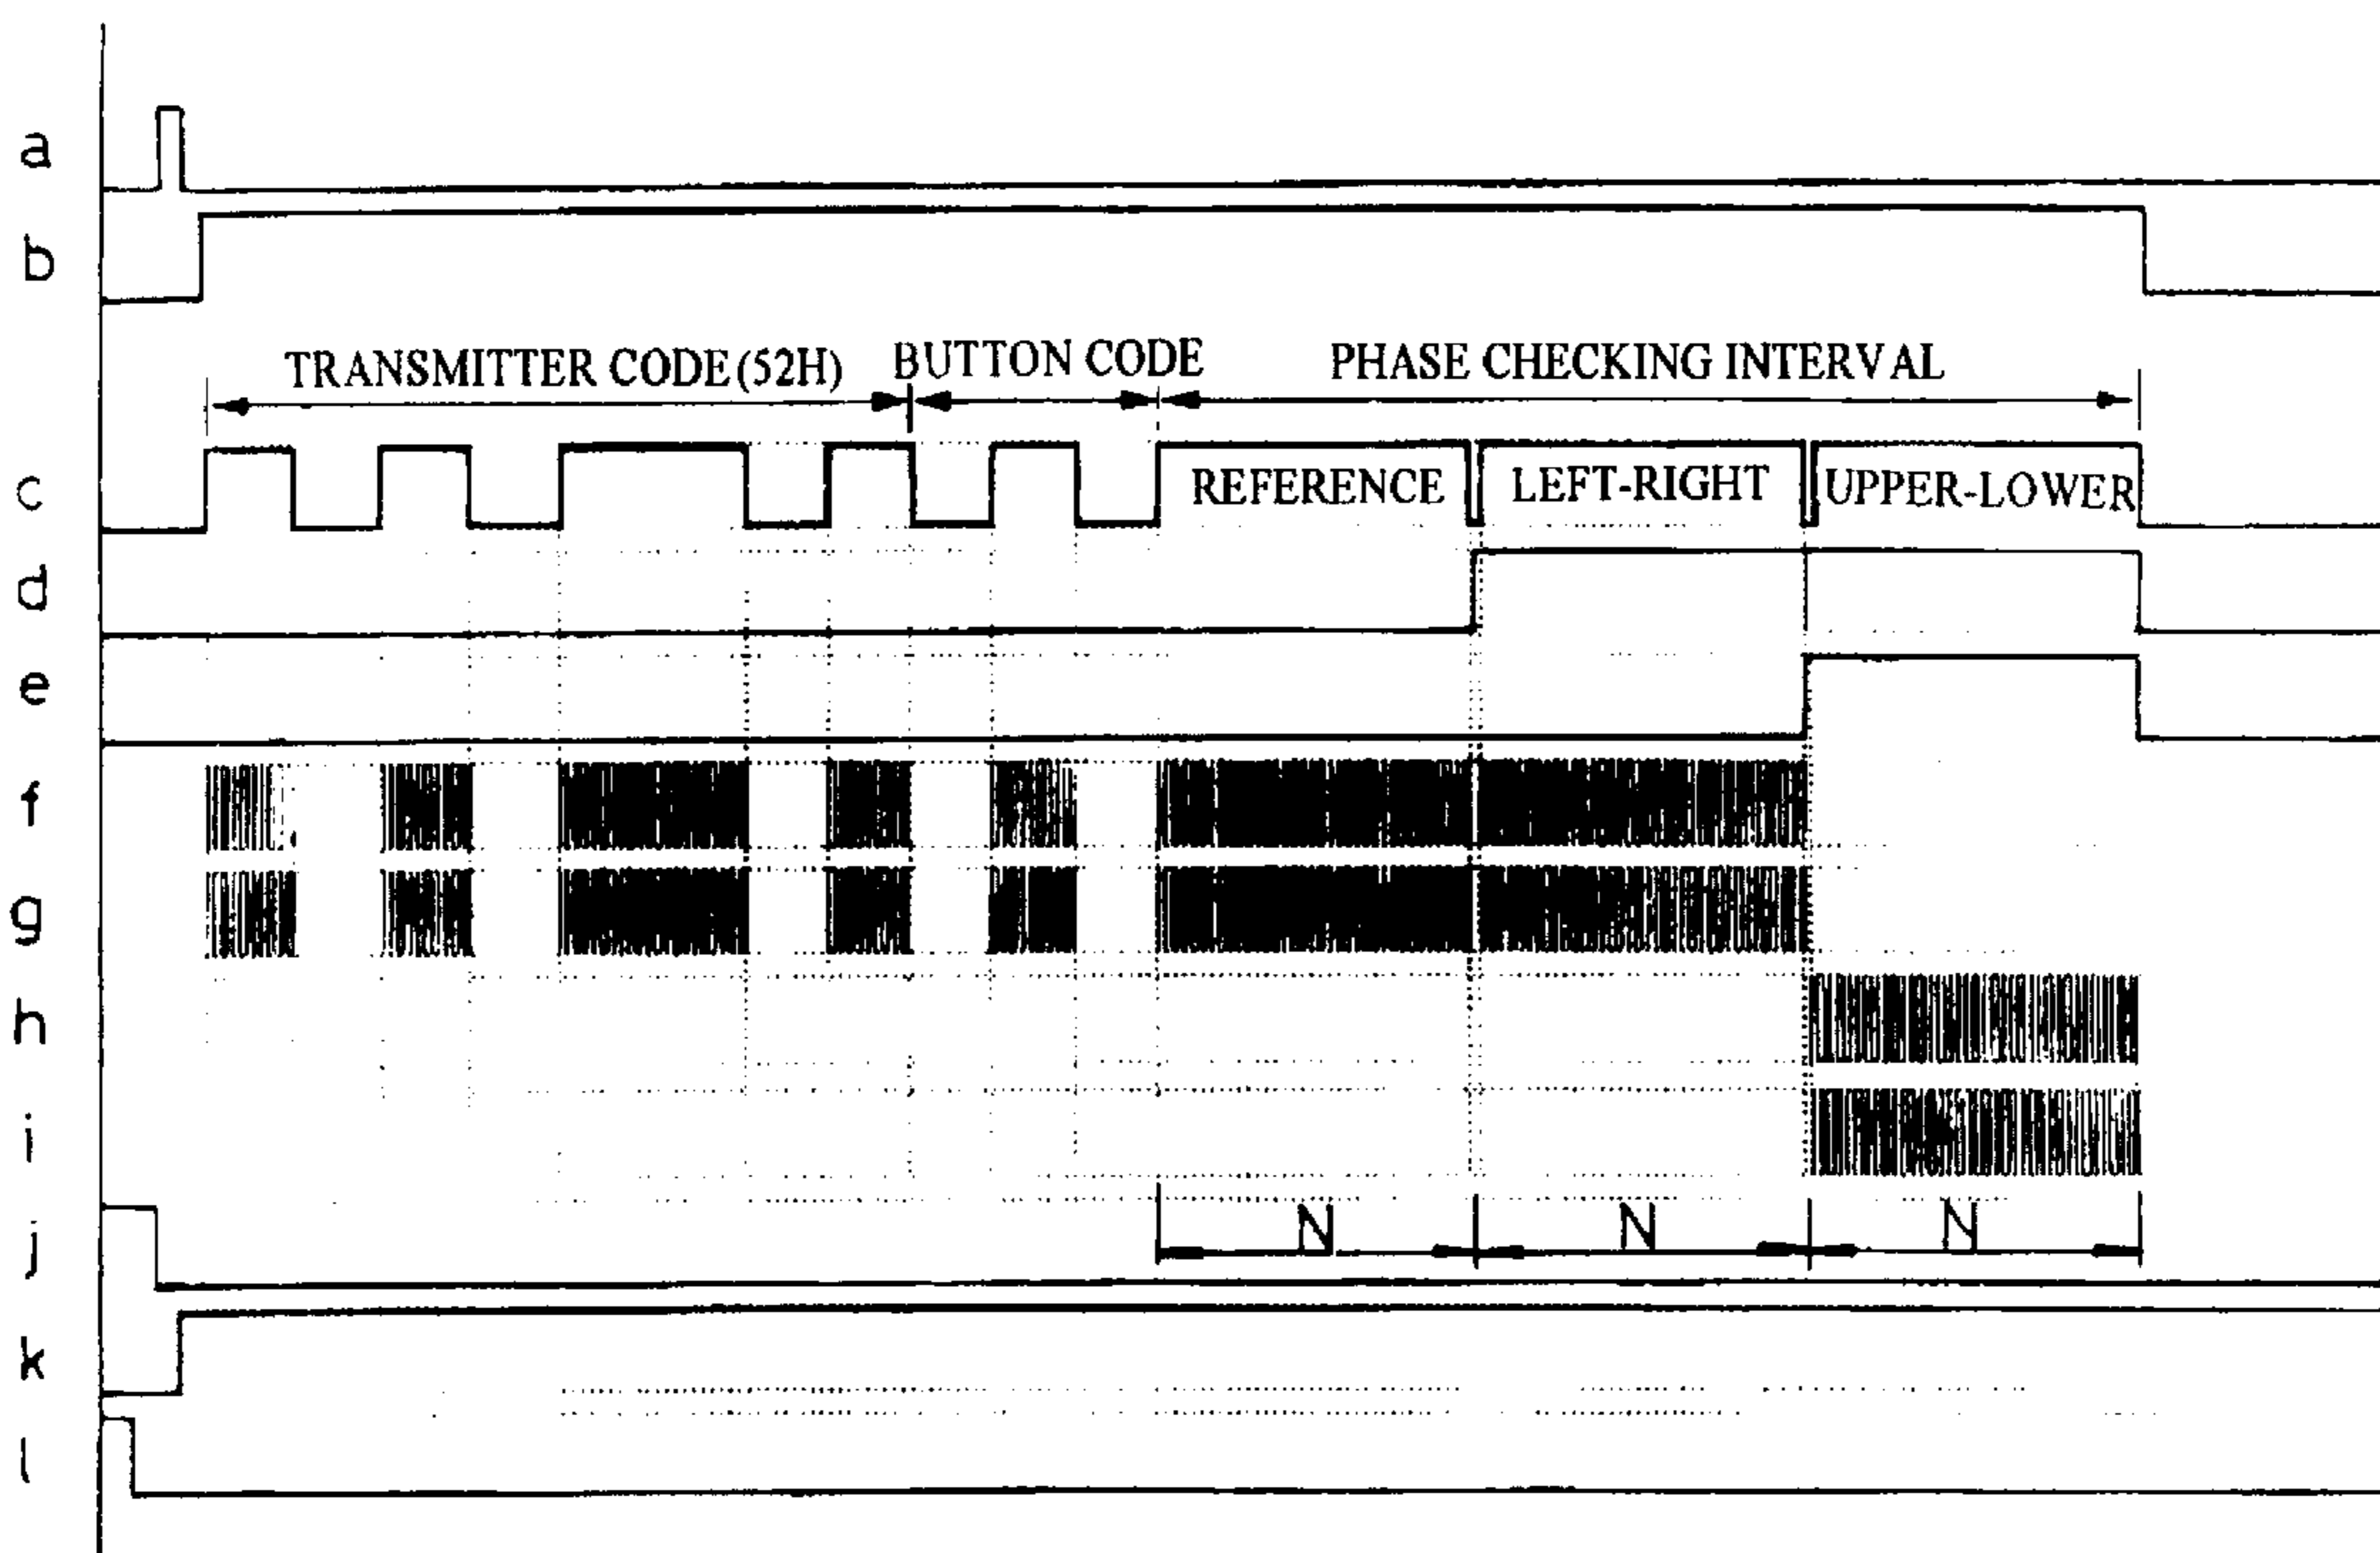 a
b
TRANSMITTER CODE (52H) BUTTON CODE PHASE CHECKING INTERVAL
c REFERENCE LEFT-RIGHT UPPER-LOWER
d
e
f
g
h
i
j N N N
k
l